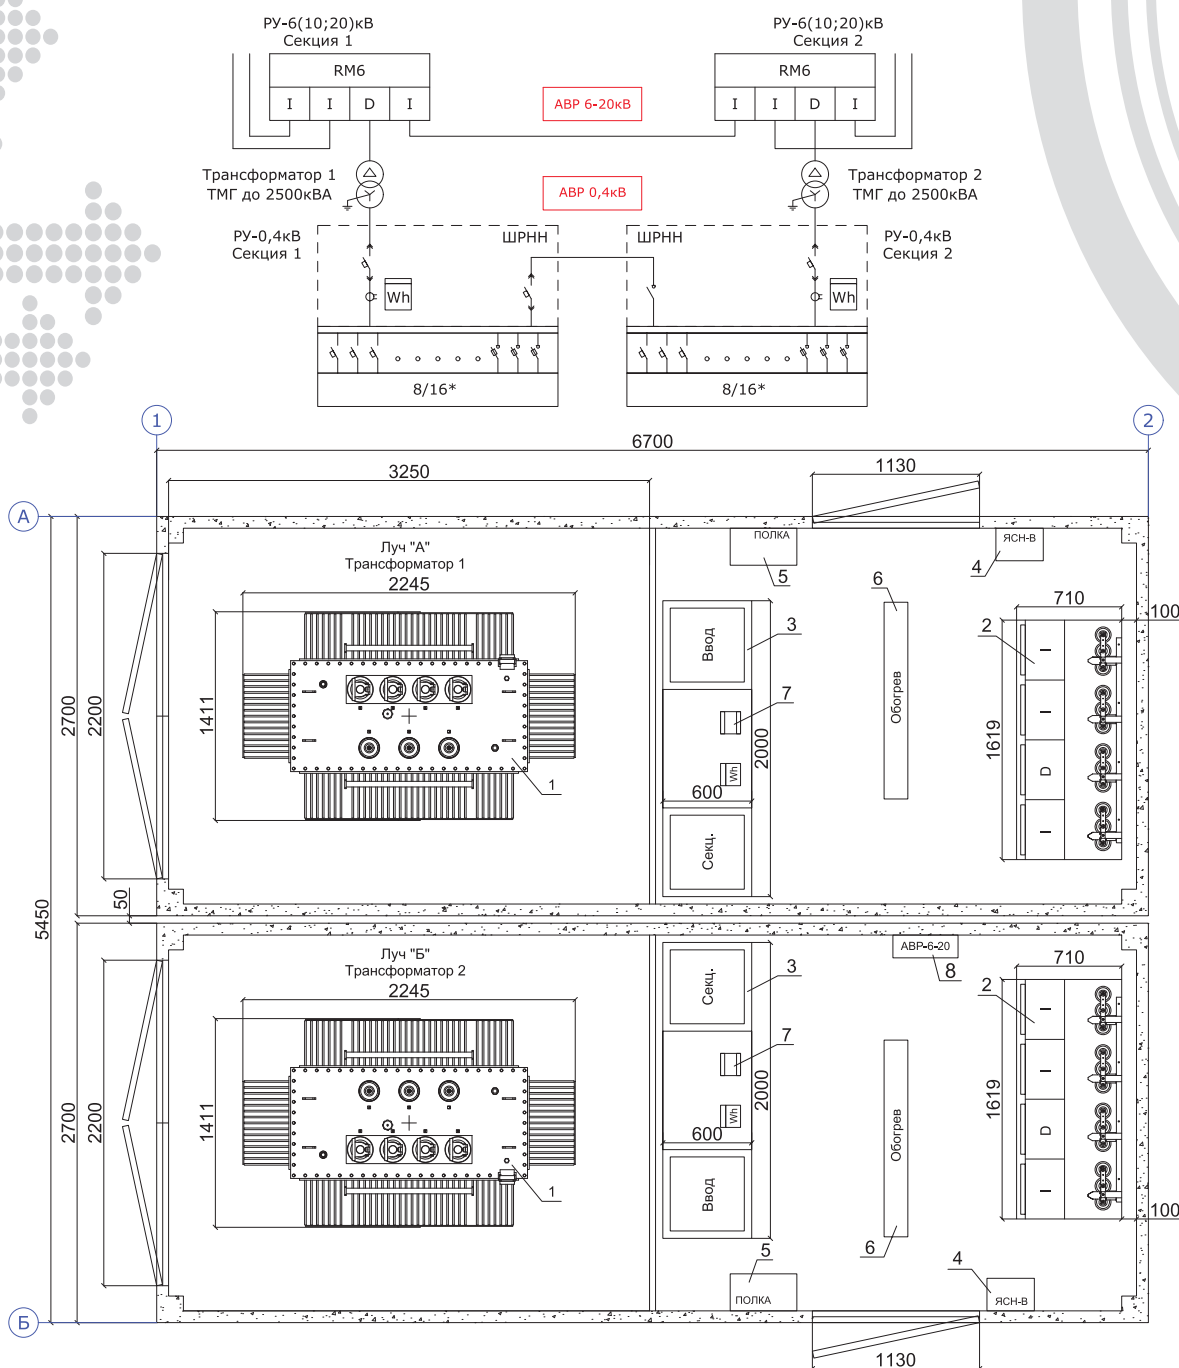 РУ-6(10;20)кВ
Секция 1
РУ-6(10;20)кВ
Секция 2
RM6
I I D I
RM6
I I D I
АВР 6-20кВ
Трансформатор 1
ТМГ до 2500кВА
АВР 0,4кВ
Трансформатор 2
ТМГ до 2500кВА
РУ-0,4кВ
Секция 1
ШРНН
ШРНН
РУ-0,4кВ
Секция 2
Wh
Wh
8/16*
8/16*
1
2
6700
3250
1130
А
Луч "А"
Трансформатор 1
2245
ПОЛКА
5
6
ЯСН-В
4
710
100
2
3
Ввод
7
Wh
600
Секц.
2000
Обогрев
I
I
D
I
1619
1411
1
2700
2200
50
5450
Луч "Б"
Трансформатор 2
2245
АВР-6-20
8
710
100
2
3
Секц.
7
Wh
600
Ввод
2000
Обогрев
I
I
D
I
1619
1411
1
2700
2200
6
5
ПОЛКА
4
ЯСН-В
Б
1130